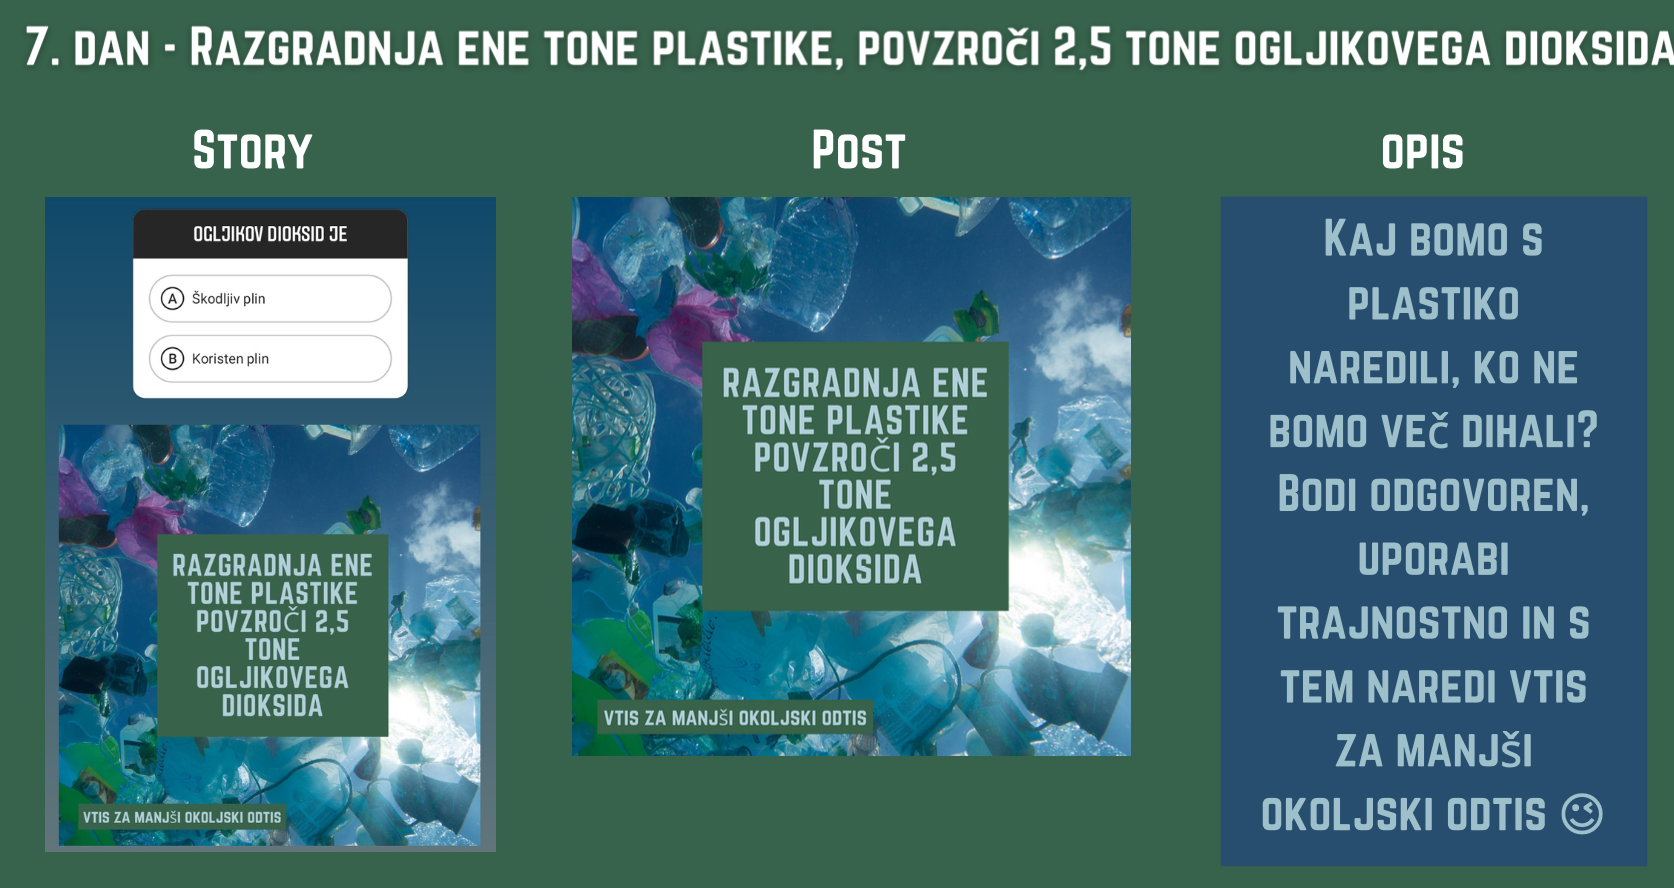 7. DAN - RAZGRADNJA ENE TONE PLASTIKE, POVZROČI 2,5 TONE OGLJIKOVEGA DIOKSIDA
STORY
OGLJIKOV DIOKSID JE
A Škodljiv plin
B Koristen plin
RAZGRADNJA ENE
TONE PLASTIKE
POVZROČI 2,5
TONE
OGLJIKOVEGA
DIOKSIDA
VTIS ZA MANJŠI OKOLJSKI ODTIS
POST
RAZGRADNJA ENE
TONE PLASTIKE
POVZROČI 2,5
TONE
OGLJIKOVEGA
DIOKSIDA
VTIS ZA MANJŠI OKOLJSKI ODTIS
OPIS
KAJ BOMO S
PLASTIKO
NAREDILI, KO NE
BOMO VEČ DIHALI?
BODI ODGOVOREN,
UPORABI
TRAJNOSTNO IN S
TEM NAREDI VTIS
ZA MANJŠI
OKOLJSKI ODTIS 😉